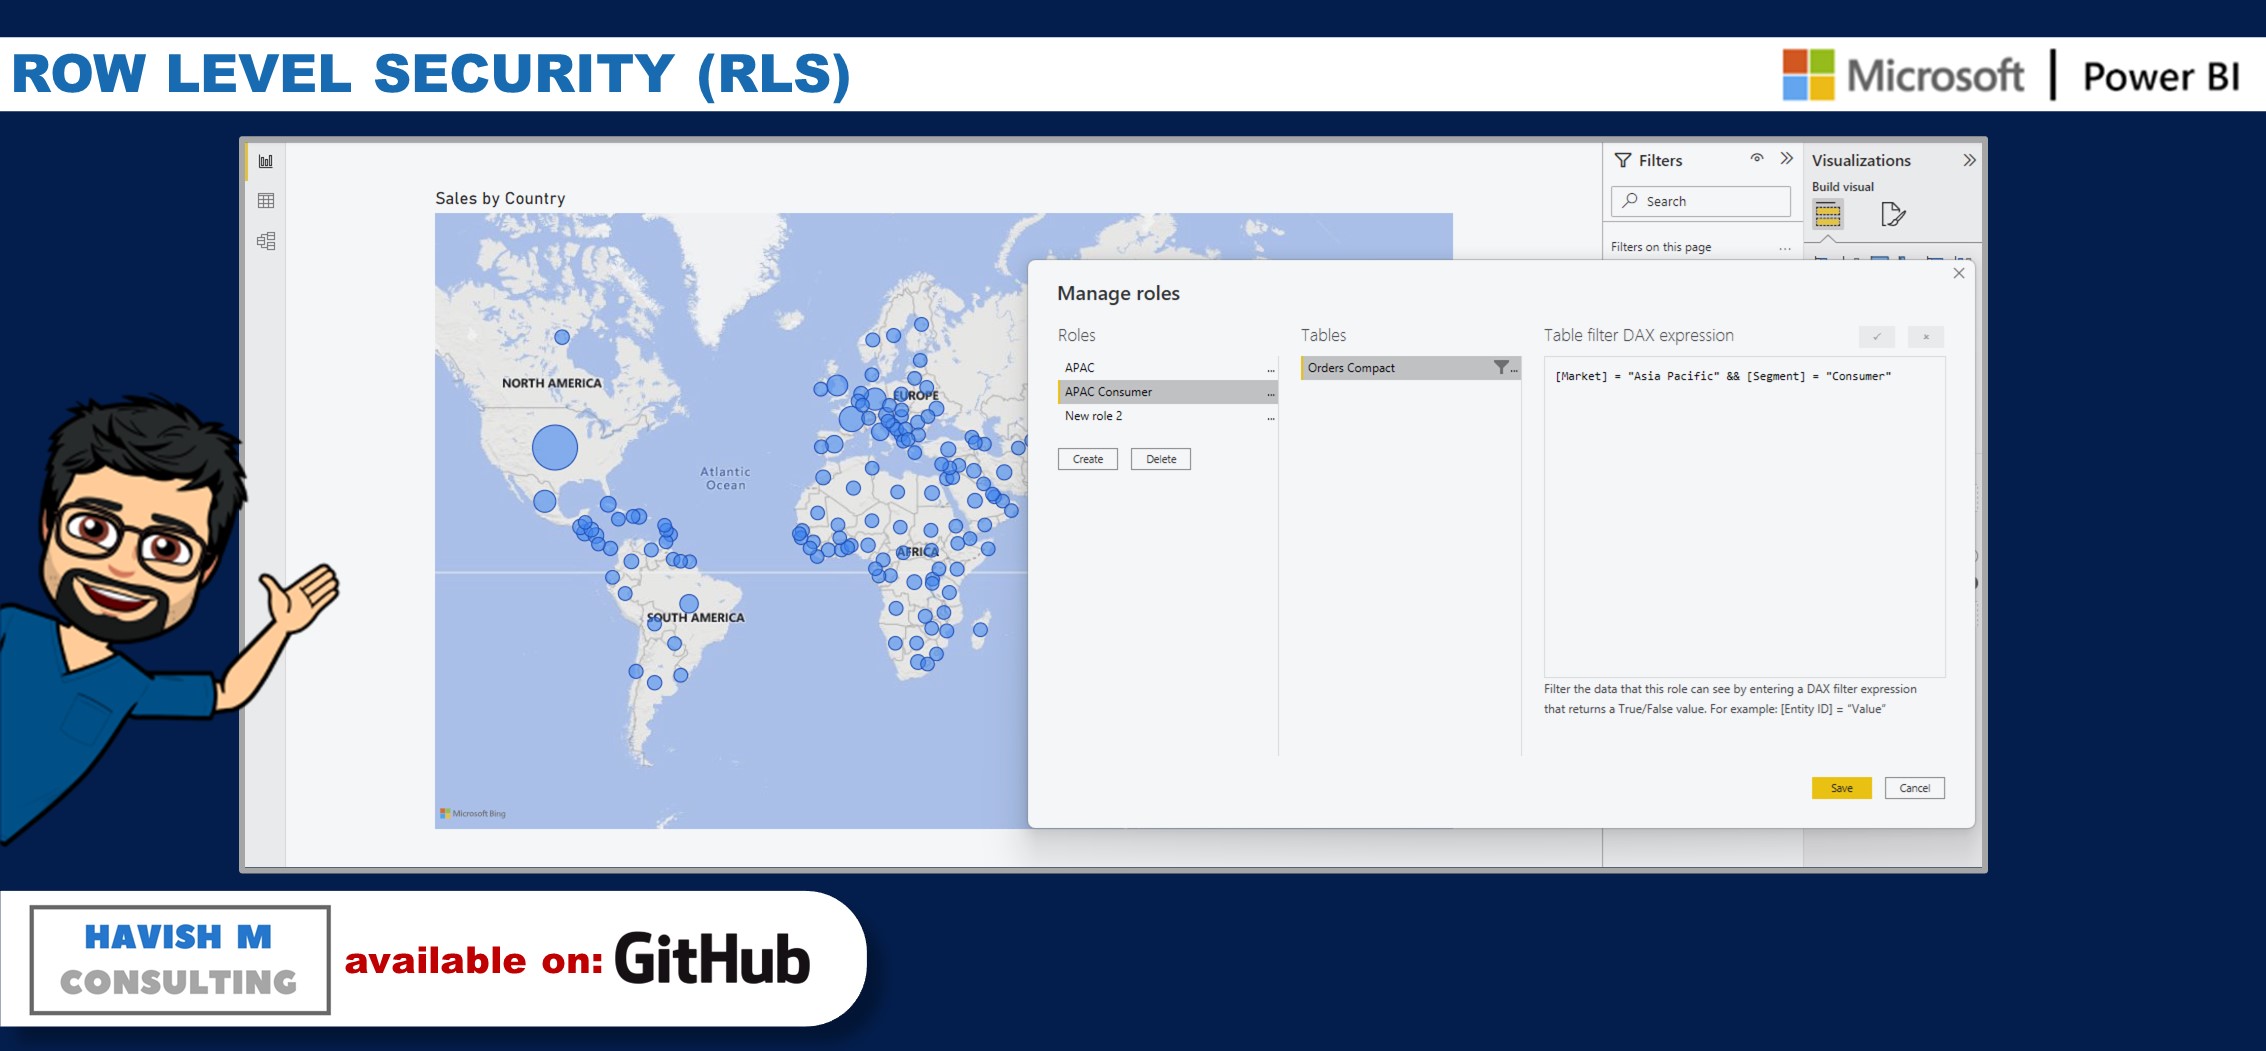 ROW LEVEL SECURITY (RLS)
Microsoft | Power BI
Sales by Country
Filters
Visualizations
Build visual
Search
Filters on this page
...
NORTH AMERICA
EUROPE
Atlantic
Ocean
AFRICA
SOUTH AMERICA
Microsoft Bing
Manage roles
Roles
APAC
...
APAC Consumer
...
New role 2
...
Create
Delete
Tables
Orders Compact
...
Table filter DAX expression
[Market] = "Asia Pacific" && [Segment] = "Consumer"
Filter the data that this role can see by entering a DAX filter expression
that returns a True/False value. For example: [Entity ID] = "Value"
Save
Cancel
HAVISH M
CONSULTING
available on: GitHub